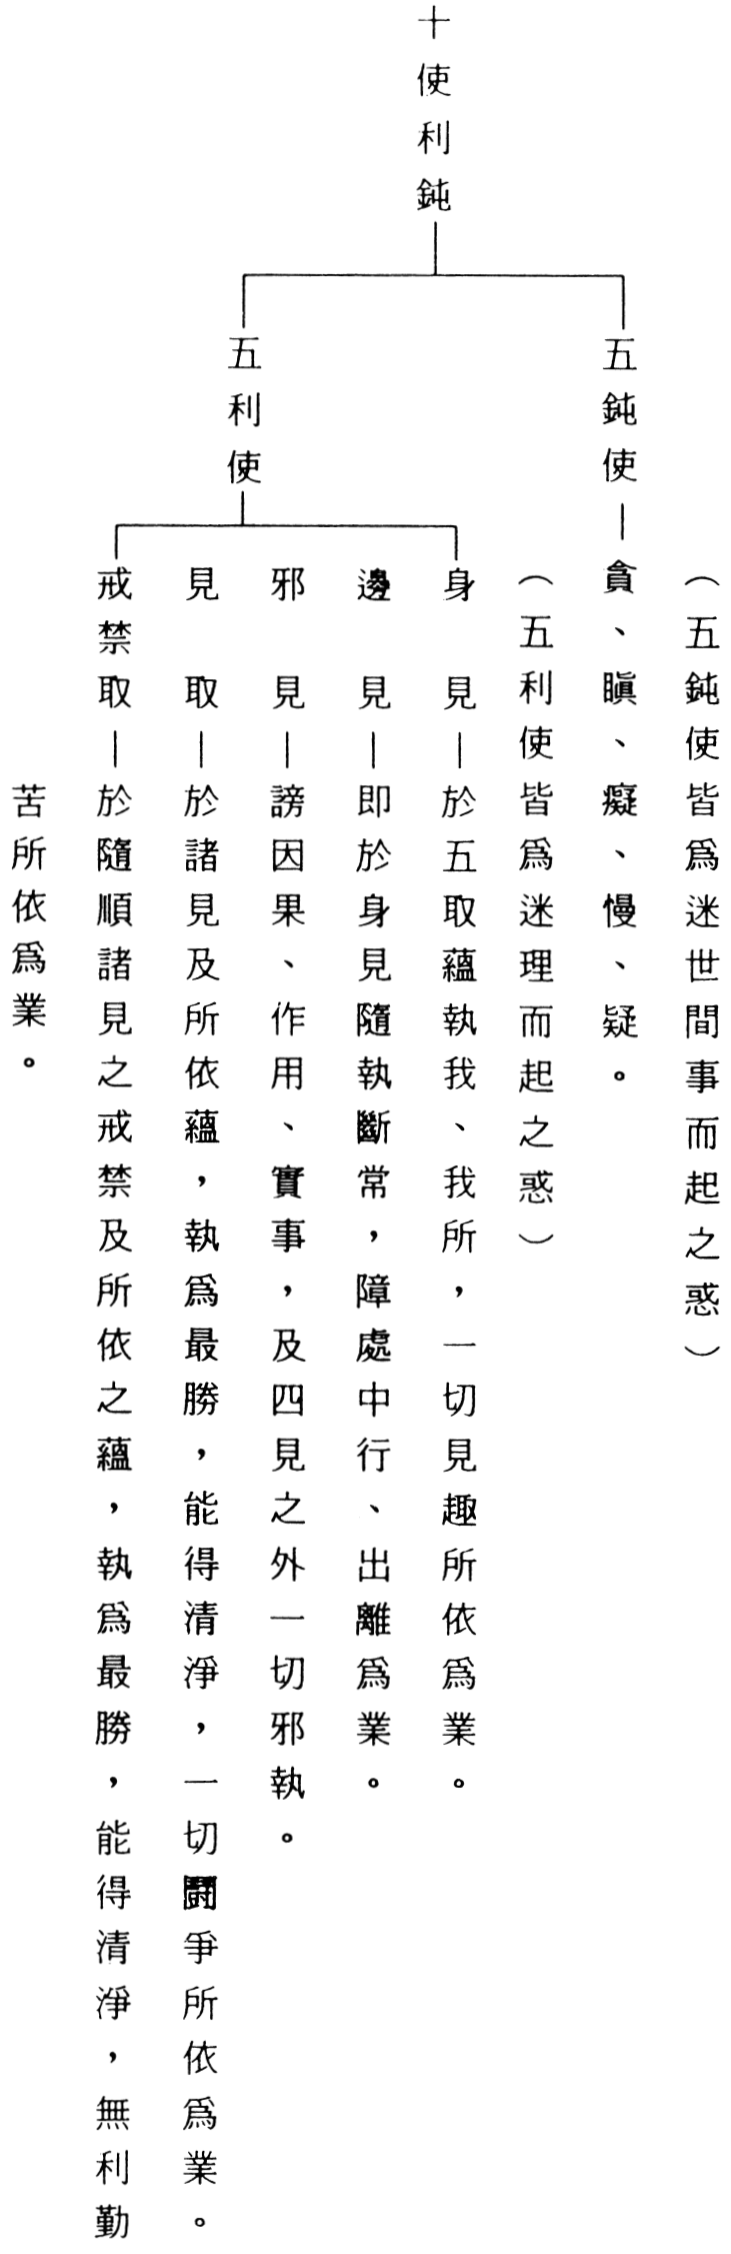 十使利鈍
（五鈍使皆爲迷世間事而起之惑）
五鈍使－貪、瞋、癡、慢、疑。
（五利使皆爲迷理而起之惑）
五利使
身見－於五取蘊執我、我所，一切見趣所依爲業。
邊見－即於身見隨執斷常，障處中行、出離爲業。
邪見－謗因果、作用、實事，及四見之外一切邪執。
見取－於諸見及所依蘊，執爲最勝，能得清淨，一切鬪爭所依爲業。
戒禁取－於隨順諸見之戒禁及所依之蘊，執爲最勝，能得清淨，無利勤
苦所依爲業。